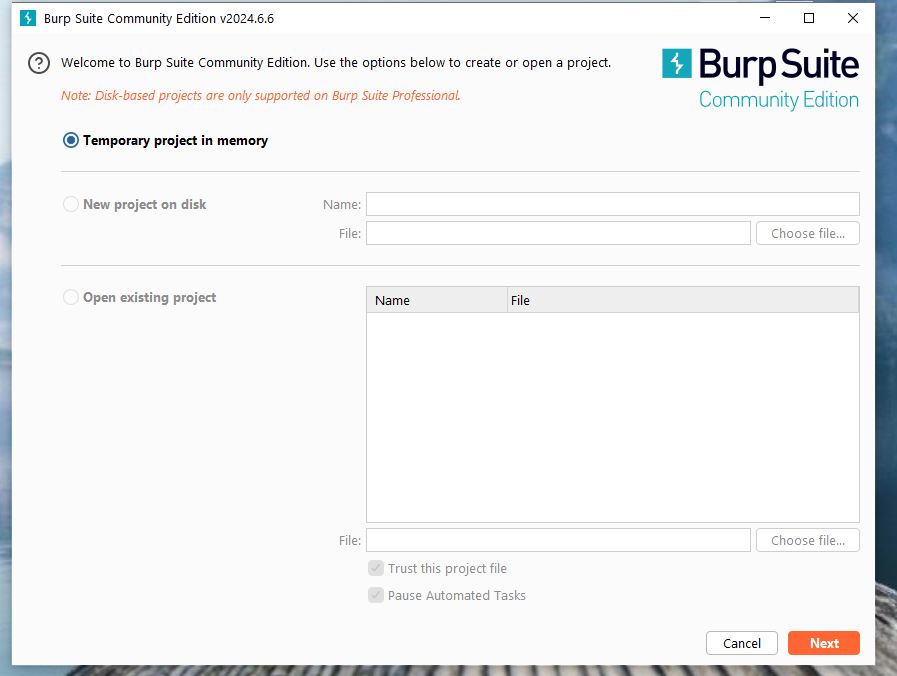 Burp Suite Community Edition v2024.6.6
Welcome to Burp Suite Community Edition. Use the options below to create or open a project.
Note: Disk-based projects are only supported on Burp Suite Professional.
Burp Suite
Community Edition
Temporary project in memory
New project on disk
Name:
File:
Choose file...
Open existing project
Name
File
File:
Choose file...
Trust this project file
Pause Automated Tasks
Cancel
Next